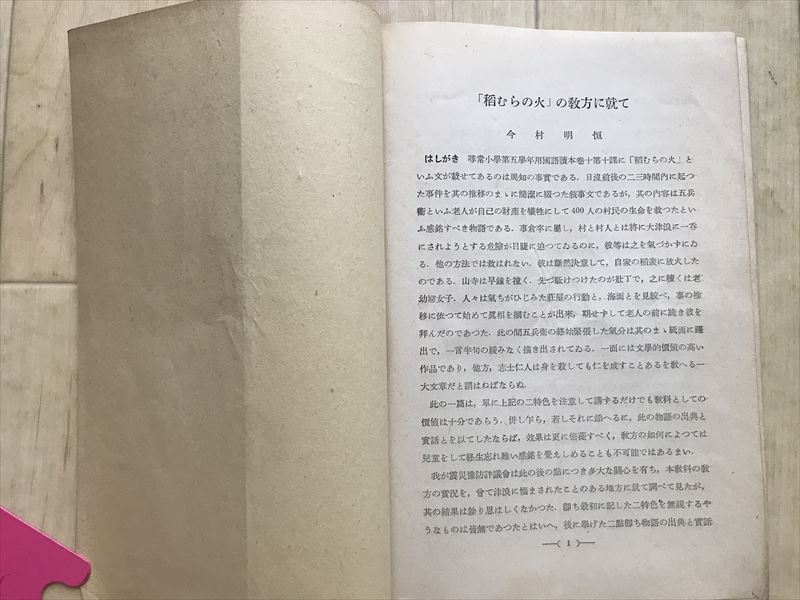 「稻むらの火」の敎方に就て
今村明恒
はしがき 尋常小學第五學年用國語讀本卷十第十課に「稻むらの火」と
いふ文が載せてあるのは周知の事實である．日沒前後の二三時間內に起つ
た事件を其の推移のまゝに簡潔に綴つた敍事文であるが，其の內容は五兵
衞といふ老人が自己の財產を犧牲にして400人の村民の生命を救つたとい
ふ感銘すべき物語である．事倉卒に屬し，村と村人とは將に大津浪に一呑
にされようとする危險が目睫に迫つてゐるのに，彼等は之を氣づかずにゐ
る．他の方法では救はれない．彼は斷然決意して，自家の稻叢に放火した
のである．山寺は早鐘を撞く．先づ駈けつけたのが壯丁で，之に續くは老
幼婦女子．人々は氣ちがひじみた莊屋の行動と，海面とを見較べ，事の推
移に依つて始めて眞相を摑むことが出來，期せずして老人の前に跪き彼を
拜んだのであつた．此の間五兵衞の終始緊張した氣分は其のまゝ紙面に躍
出で，一言半句の緩みなく描き出されてゐる．一面には文學的價値の高い
作品であり，他方，志士仁人は身を殺しても仁を成すことあるを敎へる一
大文章だと謂はねばならぬ．
此の一篇は，單に上記の二特色を注意して講ずるだけでも敎科としての
價値は十分であらう．併し乍ら，若しそれに添へるに，此の物語の出典と
實話とを以てしたならば，效果は更に倍蓰すべく，敎方の如何によつては
兒童をして終生忘れ難い感銘を覺えしめることも不可能ではあるまい．
我が震災豫防評議會は此の後の點につき多大な關心を有ち，本敎科の敎
方の實況を，曾て津浪に惱まされたことのある地方に就て調べて見たが，
其の結果は餘り思はしくなかつた．卽ち最初に記した二特色を無視するや
うなものは皆無であつたとはいへ，後に擧げた二點卽ち物語の出典と實話
—( 1 )—